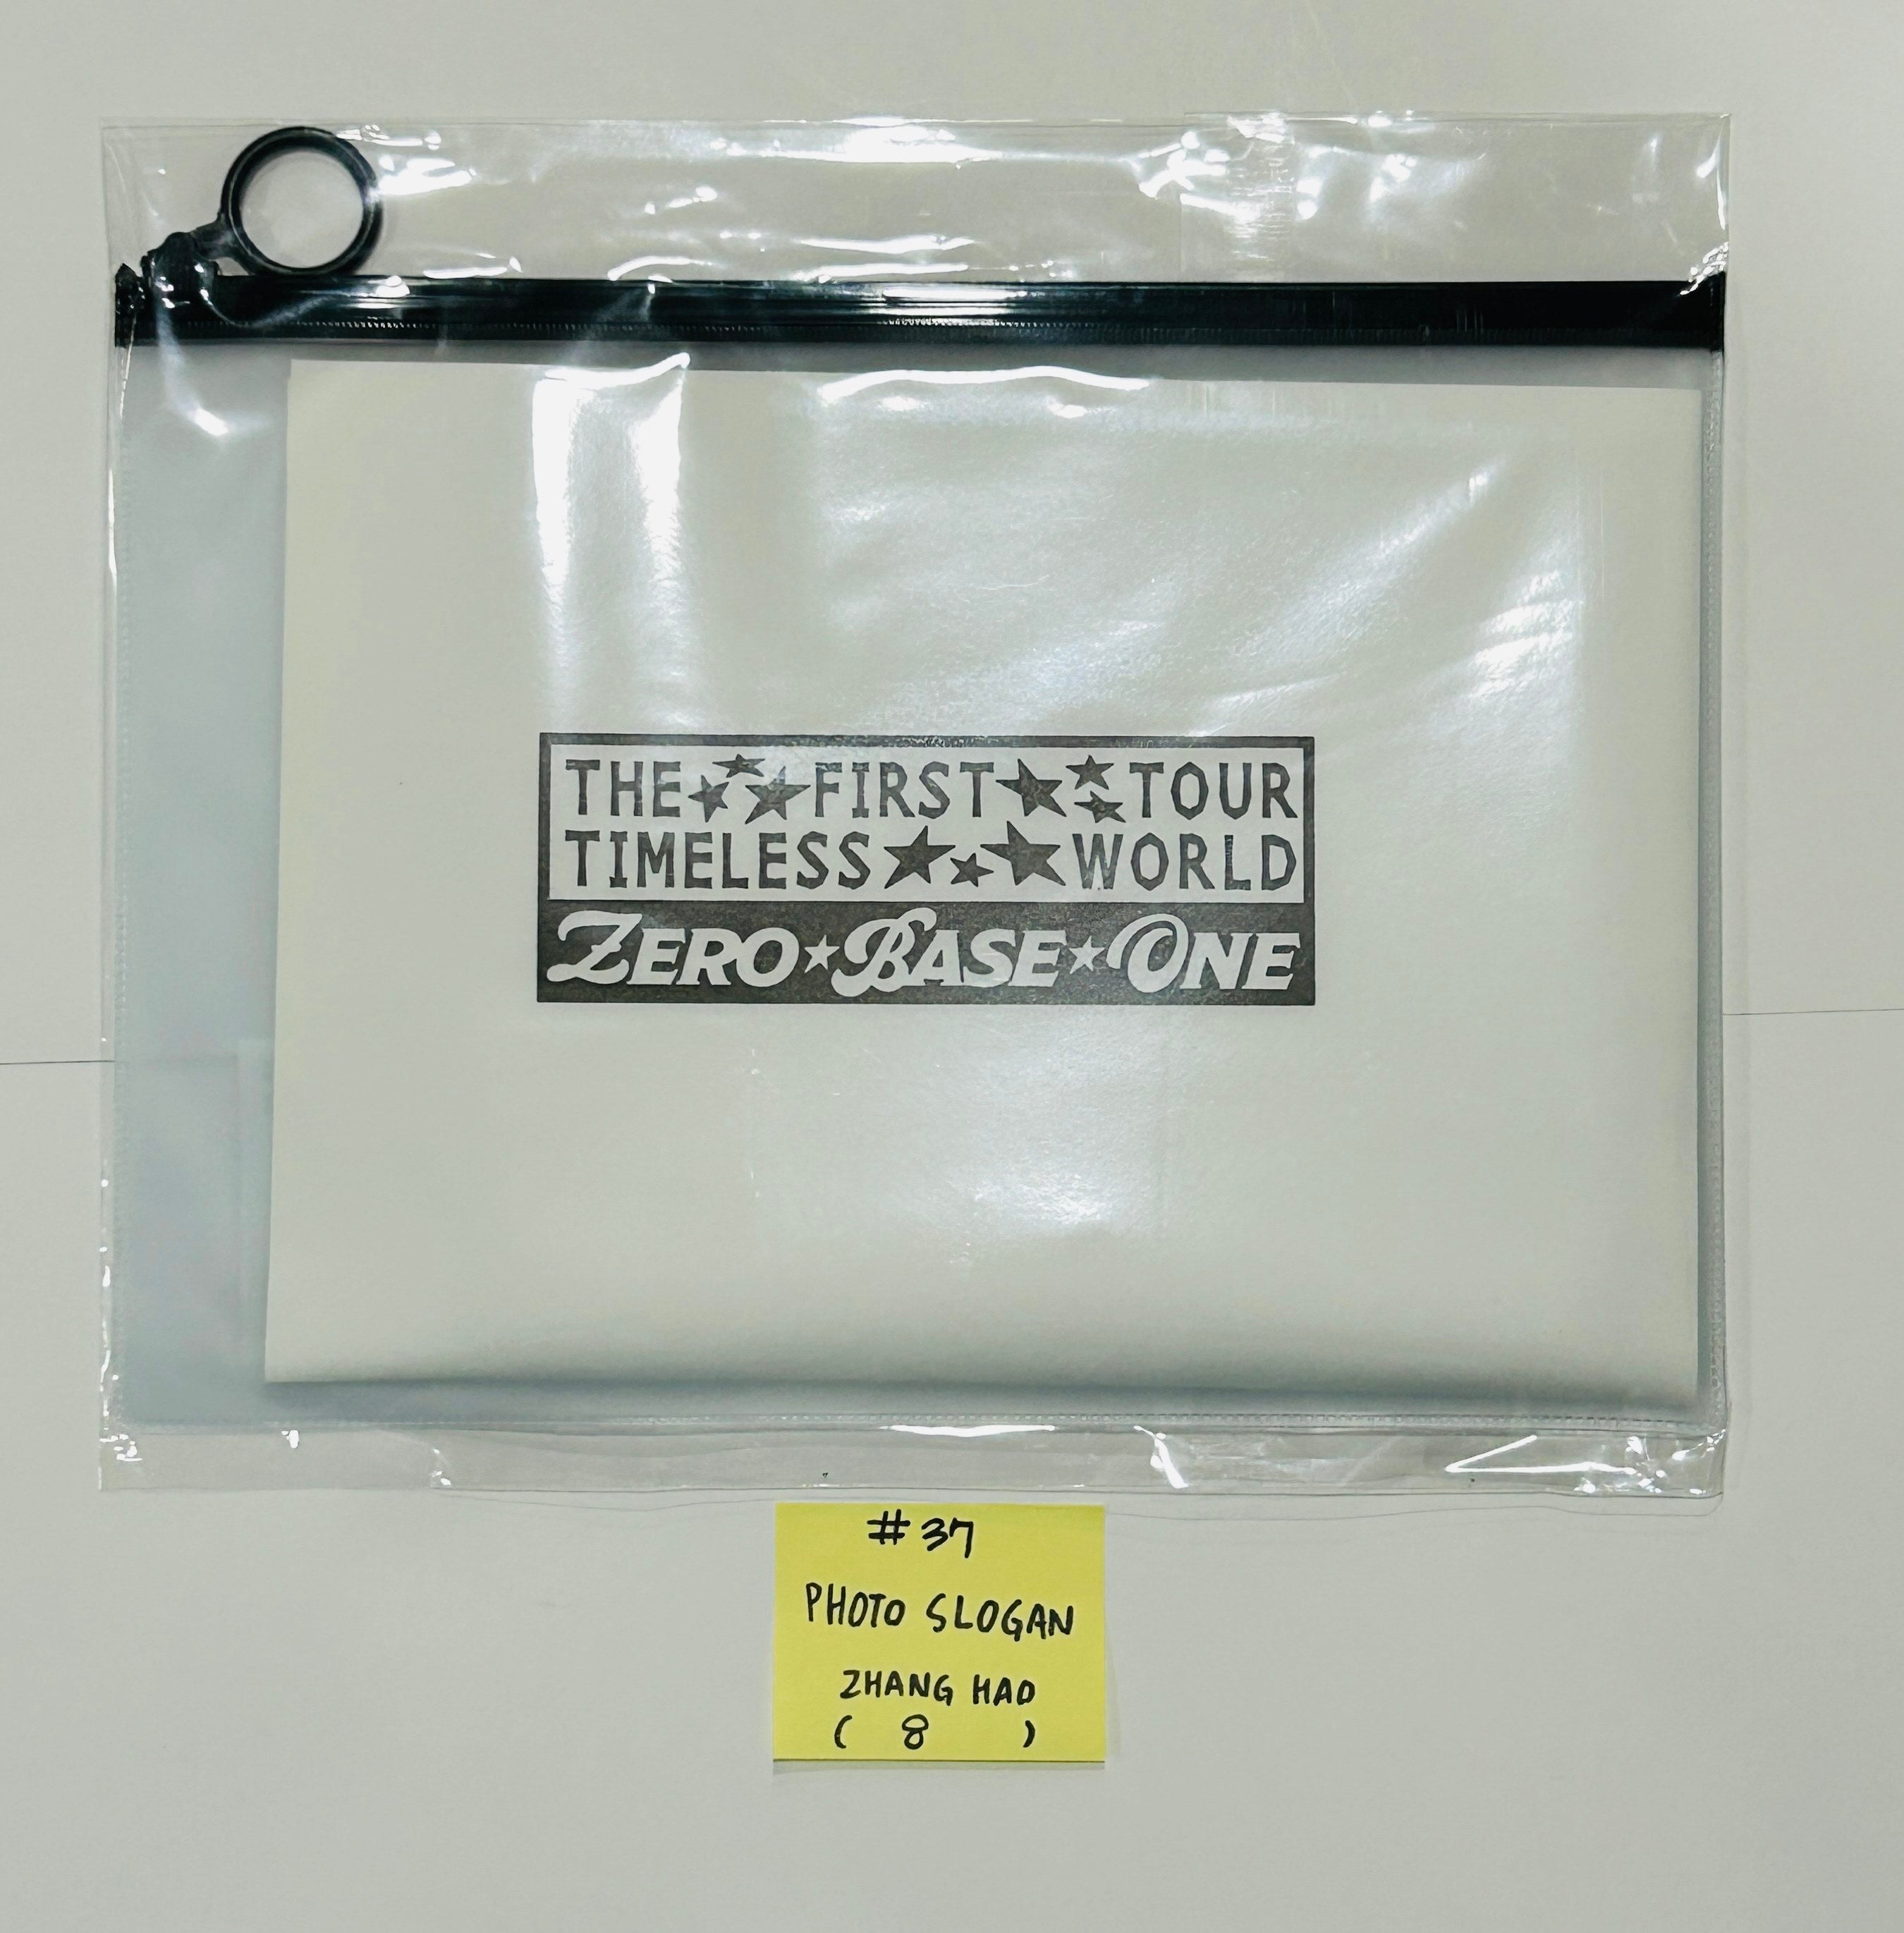 THE FIRST TOUR
TIMELESS WORLD
ZERO★BASE★ONE
#37
PHOTO SLOGAN
ZHANG HAO
( 8 )